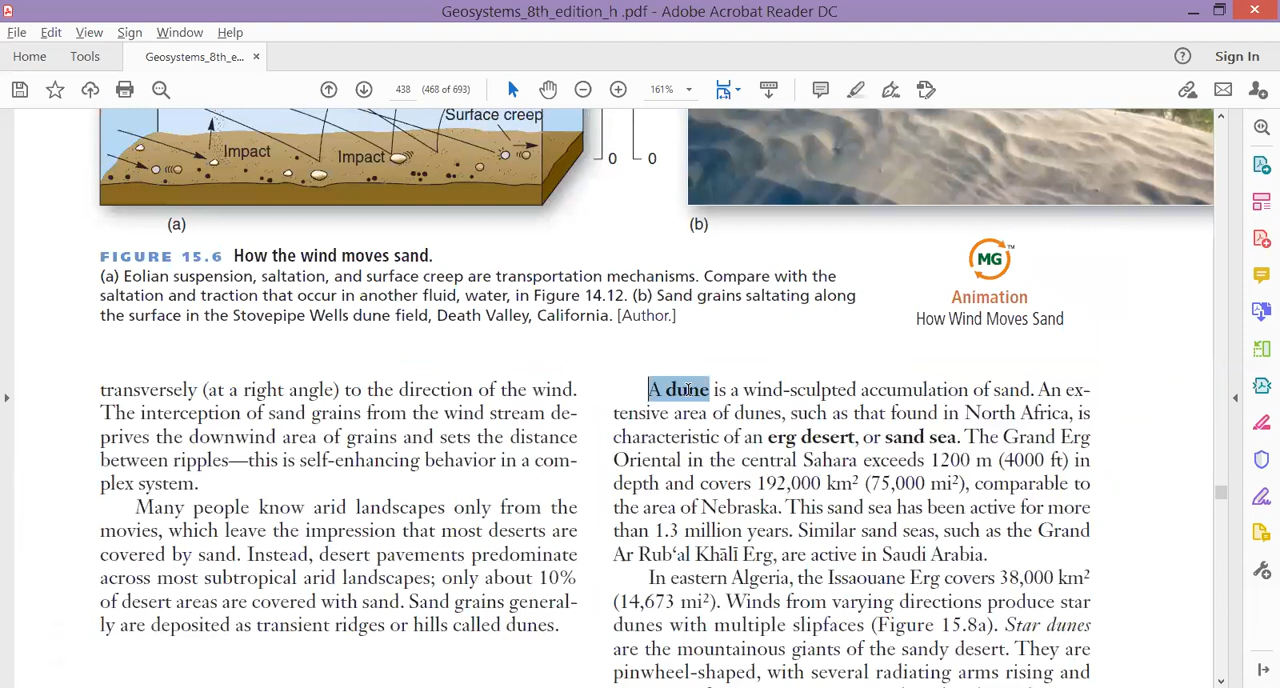 Geosystems_8th_edition_h .pdf - Adobe Acrobat Reader DC
File Edit View Sign Window Help
Home Tools Geosystems_8th_e... × Sign In
438 (468 of 693) 161%
Surface creep
Impact Impact 0 0
(a) (b)
FIGURE 15.6 How the wind moves sand.
(a) Eolian suspension, saltation, and surface creep are transportation mechanisms. Compare with the
saltation and traction that occur in another fluid, water, in Figure 14.12. (b) Sand grains saltating along
the surface in the Stovepipe Wells dune field, Death Valley, California. [Author.]
MG™
Animation
How Wind Moves Sand
transversely (at a right angle) to the direction of the wind.
The interception of sand grains from the wind stream de-
prives the downwind area of grains and sets the distance
between ripples—this is self-enhancing behavior in a com-
plex system.
Many people know arid landscapes only from the
movies, which leave the impression that most deserts are
covered by sand. Instead, desert pavements predominate
across most subtropical arid landscapes; only about 10%
of desert areas are covered with sand. Sand grains general-
ly are deposited as transient ridges or hills called dunes.
A dune is a wind-sculpted accumulation of sand. An ex-
tensive area of dunes, such as that found in North Africa, is
characteristic of an erg desert, or sand sea. The Grand Erg
Oriental in the central Sahara exceeds 1200 m (4000 ft) in
depth and covers 192,000 km² (75,000 mi²), comparable to
the area of Nebraska. This sand sea has been active for more
than 1.3 million years. Similar sand seas, such as the Grand
Ar Rub‘al Khālī Erg, are active in Saudi Arabia.
In eastern Algeria, the Issaouane Erg covers 38,000 km²
(14,673 mi²). Winds from varying directions produce star
dunes with multiple slipfaces (Figure 15.8a). Star dunes
are the mountainous giants of the sandy desert. They are
pinwheel-shaped, with several radiating arms rising and